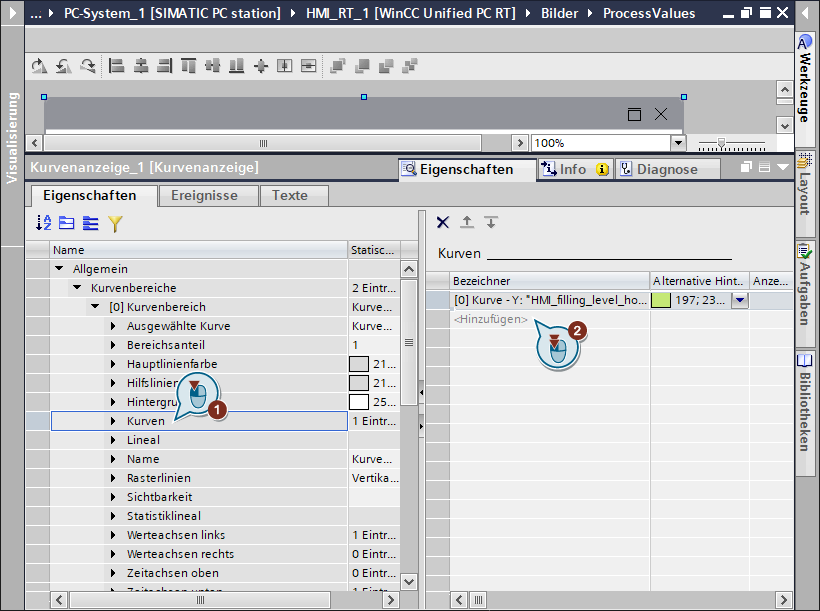 ... PC-System_1 [SIMATIC PC station] HMI_RT_1 [WinCC Unified PC RT] Bilder ProcessValues
Visualisierung
Werkzeuge
Layout
Aufgaben
Bibliotheken
100%
Kurvenanzeige_1 [Kurvenanzeige]
Eigenschaften
Info
Diagnose
Eigenschaften
Ereignisse
Texte
Kurven
Name
Statisc...
Allgemein
Kurvenbereiche 2 Eintr...
[0] Kurvenbereich Kurve...
Ausgewählte Kurve Kurve...
Bereichsanteil 1
Hauptlinienfarbe 21...
Hilfslinien 21...
Hintergru 25...
Kurven 1 Eintr...
Lineal
Name Kurve...
Rasterlinien Vertika...
Sichtbarkeit
Statistiklineal
Werteachsen links 1 Eintr...
Werteachsen rechts 0 Eintr...
Zeitachsen oben 0 Eintr...
Zeitachsen unten 1 Eintr...
1
Bezeichner Alternative Hint... Anze...
[0] Kurve - Y: "HMI_filling_level_ho... 197; 23...
<Hinzufügen>
2